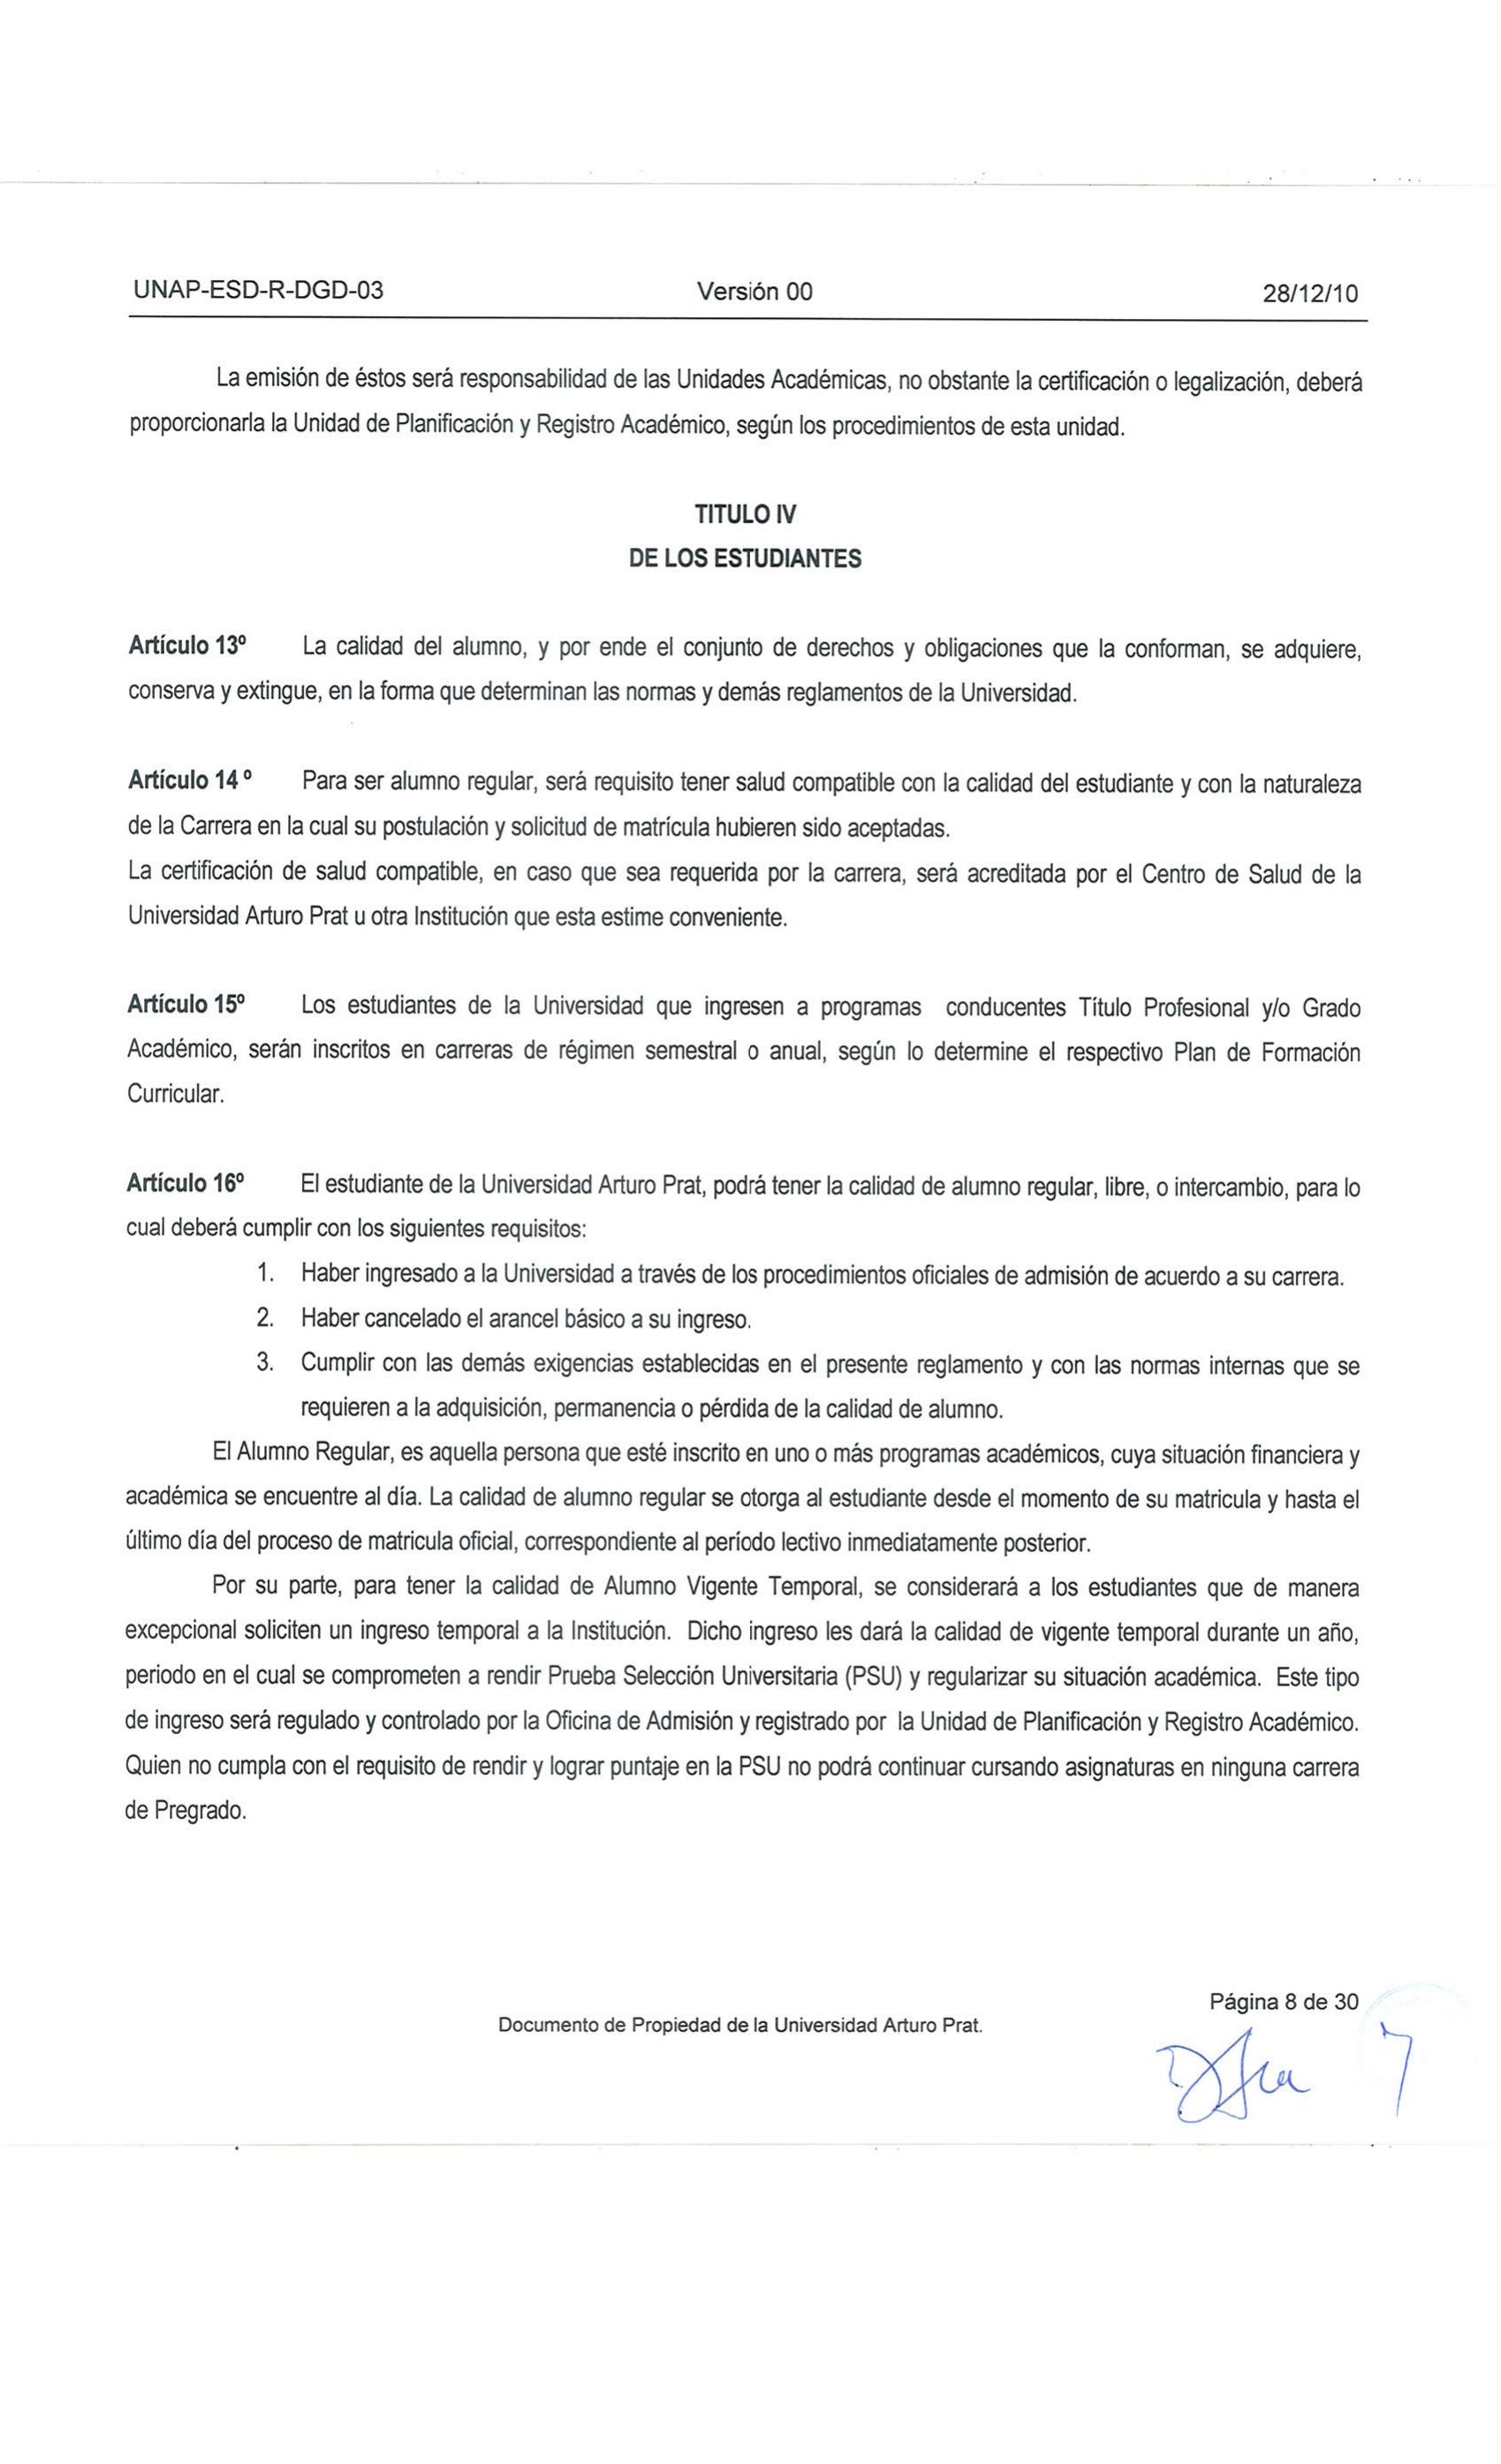 UNAP-ESD-R-DGD-03 Versión 00 28/12/10
La emisión de éstos será responsabilidad de las Unidades Académicas, no obstante la certificación o legalización, deberá
proporcionarla la Unidad de Planificación y Registro Académico, según los procedimientos de esta unidad.
TITULO IV
DE LOS ESTUDIANTES
Artículo 13º La calidad del alumno, y por ende el conjunto de derechos y obligaciones que la conforman, se adquiere,
conserva y extingue, en la forma que determinan las normas y demás reglamentos de la Universidad.
Artículo 14 º Para ser alumno regular, será requisito tener salud compatible con la calidad del estudiante y con la naturaleza
de la Carrera en la cual su postulación y solicitud de matrícula hubieren sido aceptadas.
La certificación de salud compatible, en caso que sea requerida por la carrera, será acreditada por el Centro de Salud de la
Universidad Arturo Prat u otra Institución que esta estime conveniente.
Artículo 15º Los estudiantes de la Universidad que ingresen a programas conducentes Título Profesional y/o Grado
Académico, serán inscritos en carreras de régimen semestral o anual, según lo determine el respectivo Plan de Formación
Curricular.
Artículo 16º El estudiante de la Universidad Arturo Prat, podrá tener la calidad de alumno regular, libre, o intercambio, para lo
cual deberá cumplir con los siguientes requisitos:
1. Haber ingresado a la Universidad a través de los procedimientos oficiales de admisión de acuerdo a su carrera.
2. Haber cancelado el arancel básico a su ingreso.
3. Cumplir con las demás exigencias establecidas en el presente reglamento y con las normas internas que se
requieren a la adquisición, permanencia o pérdida de la calidad de alumno.
El Alumno Regular, es aquella persona que esté inscrito en uno o más programas académicos, cuya situación financiera y
académica se encuentre al día. La calidad de alumno regular se otorga al estudiante desde el momento de su matricula y hasta el
último día del proceso de matricula oficial, correspondiente al período lectivo inmediatamente posterior.
Por su parte, para tener la calidad de Alumno Vigente Temporal, se considerará a los estudiantes que de manera
excepcional soliciten un ingreso temporal a la Institución. Dicho ingreso les dará la calidad de vigente temporal durante un año,
periodo en el cual se comprometen a rendir Prueba Selección Universitaria (PSU) y regularizar su situación académica. Este tipo
de ingreso será regulado y controlado por la Oficina de Admisión y registrado por la Unidad de Planificación y Registro Académico.
Quien no cumpla con el requisito de rendir y lograr puntaje en la PSU no podrá continuar cursando asignaturas en ninguna carrera
de Pregrado.
Página 8 de 30
Documento de Propiedad de la Universidad Arturo Prat.